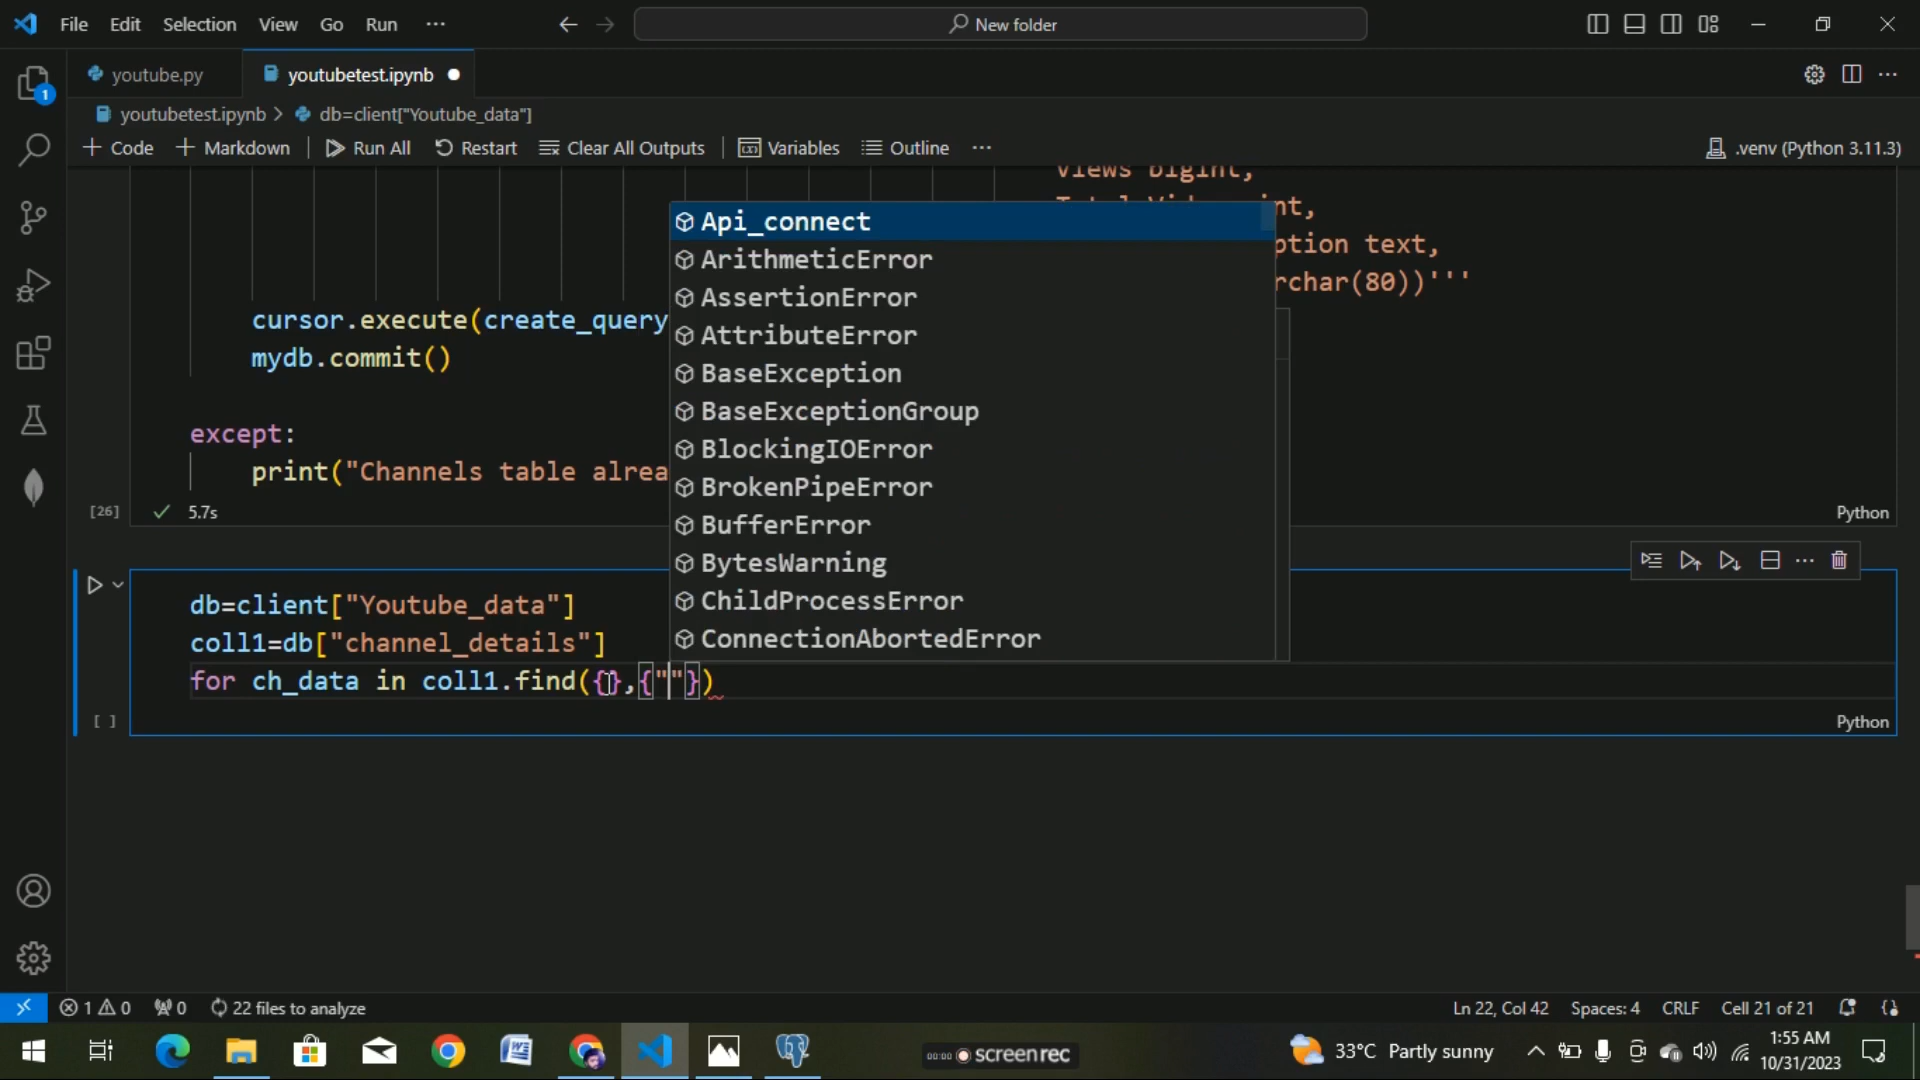 File Edit Selection View Go Run ··· New folder
youtube.py youtubetest.ipynb
youtubetest.ipynb > db=client["Youtube_data"]
+ Code + Markdown Run All Restart Clear All Outputs Variables Outline ··· .venv (Python 3.11.3)
Views bigint,
int,
ption text,
rchar(80))'''
cursor.execute(create_query
mydb.commit()
except:
print("Channels table alrea
[26] 5.7s Python
Api_connect
ArithmeticError
AssertionError
AttributeError
BaseException
BaseExceptionGroup
BlockingIOError
BrokenPipeError
BufferError
BytesWarning
ChildProcessError
ConnectionAbortedError
db=client["Youtube_data"]
coll1=db["channel_details"]
for ch_data in coll1.find({},{""})
[ ] Python
1 0 0 22 files to analyze Ln 22, Col 42 Spaces: 4 CRLF Cell 21 of 21
00:00 screenrec 33°C Partly sunny 1:55 AM
10/31/2023